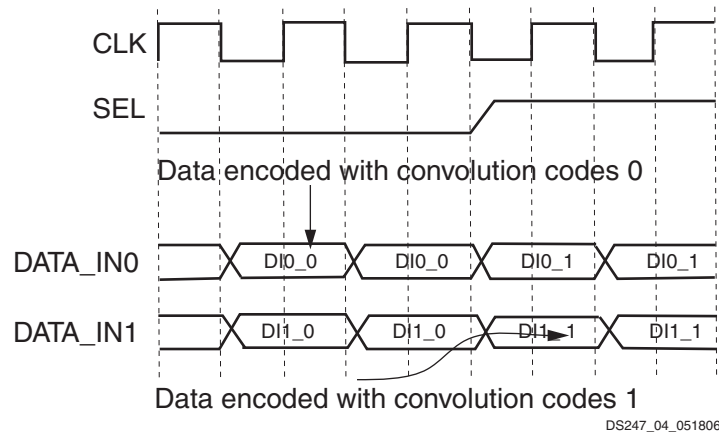 CLK
SEL
Data encoded with convolution codes 0
DATA_IN0 DI0_0 DI0_0 DI0_1 DI0_1
DATA_IN1 DI1_0 DI1_0 DI1_1 DI1_1
Data encoded with convolution codes 1
DS247_04_051806